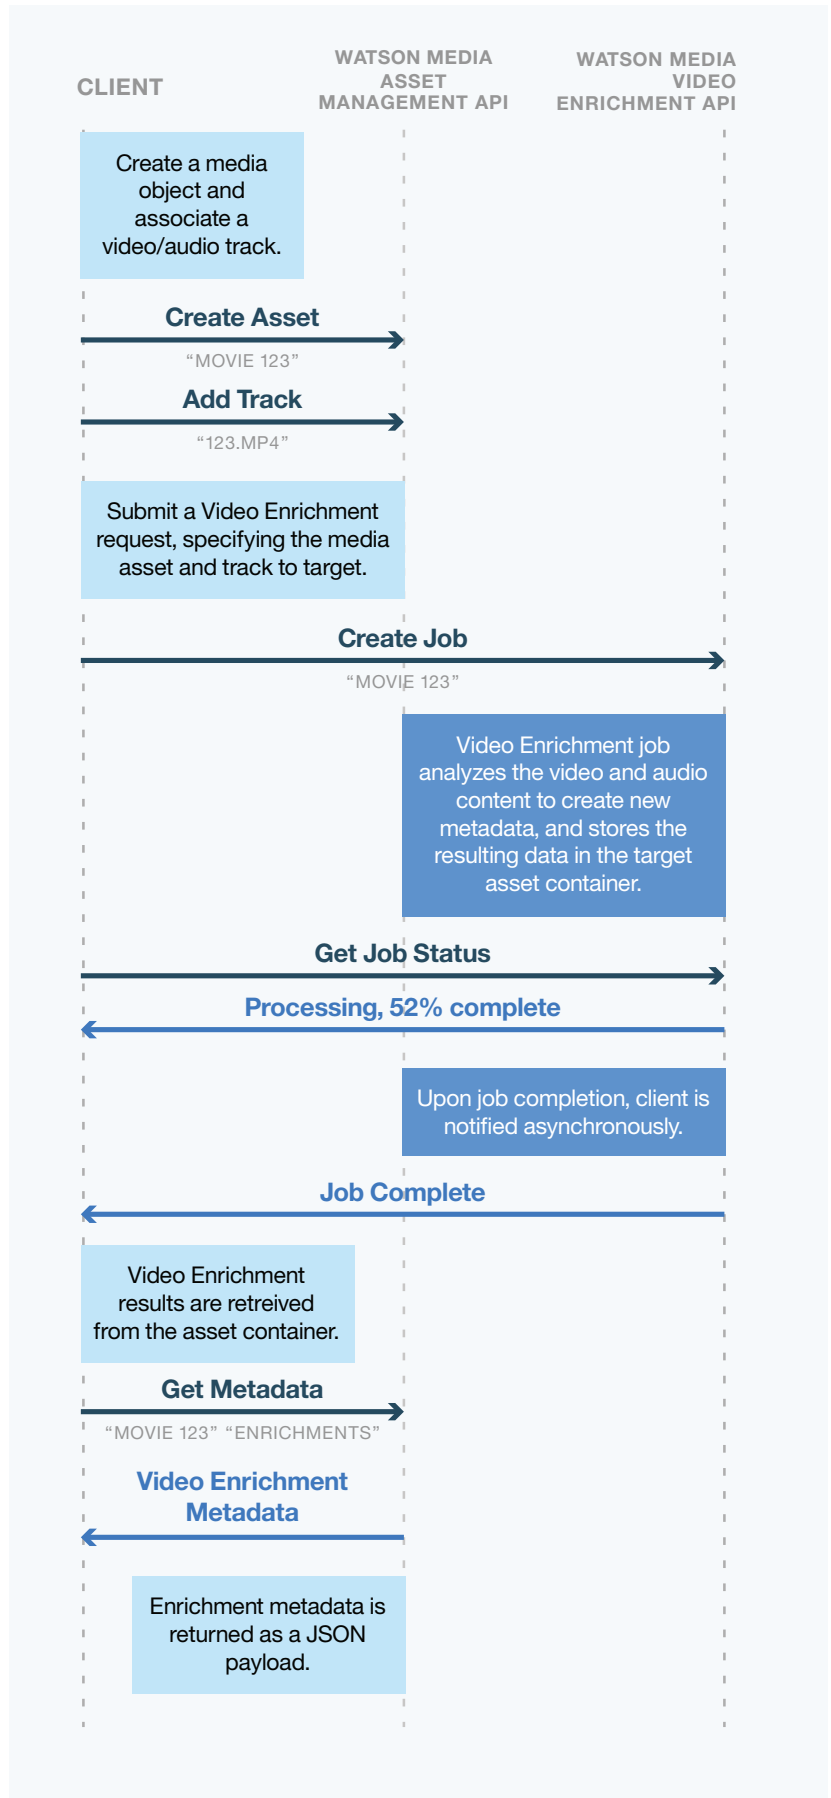 CLIENT
WATSON MEDIA
ASSET
MANAGEMENT API
WATSON MEDIA
VIDEO
ENRICHMENT API
Create a media
object and
associate a
video/audio track.
Create Asset
“MOVIE 123”
Add Track
“123.MP4”
Submit a Video Enrichment
request, specifying the media
asset and track to target.
Create Job
“MOVIE 123”
Video Enrichment job
analyzes the video and audio
content to create new
metadata, and stores the
resulting data in the target
asset container.
Get Job Status
Processing, 52% complete
Upon job completion, client is
notified asynchronously.
Job Complete
Video Enrichment
results are retreived
from the asset container.
Get Metadata
“MOVIE 123” “ENRICHMENTS”
Video Enrichment
Metadata
Enrichment metadata is
returned as a JSON
payload.